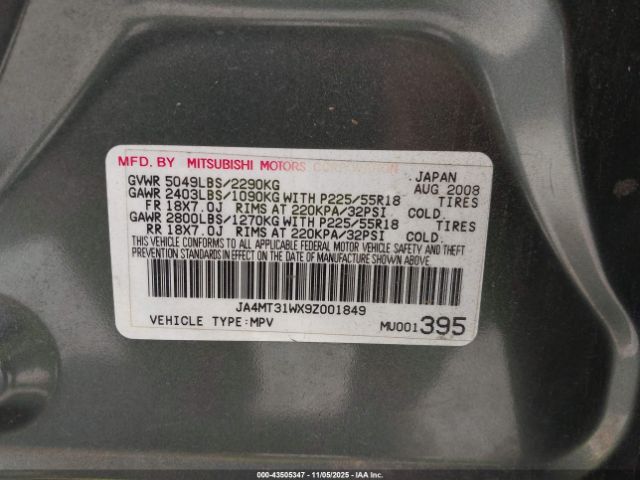 MFD. BY MITSUBISHI MOTORS CORPORATION JAPAN
GVWR 5049LBS/2290KG AUG 2008
GAWR 2403LBS/1090KG WITH P225/55R18 TIRES
FR 18X7.0J RIMS AT 220KPA/32PSI COLD.
GAWR 2800LBS/1270KG WITH P225/55R18 TIRES
RR 18X7.0J RIMS AT 220KPA/32PSI COLD.
THIS VEHICLE CONFORMS TO ALL APPLICABLE FEDERAL MOTOR VEHICLE SAFETY AND THEFT
PREVENTION STANDARDS IN EFFECT ON THE DATE OF MANUFACTURE SHOWN ABOVE.
JA4MT31WX9Z001849
VEHICLE TYPE:MPV MU001395
00-43505347 - 11/05/2025 - IAAI.CA